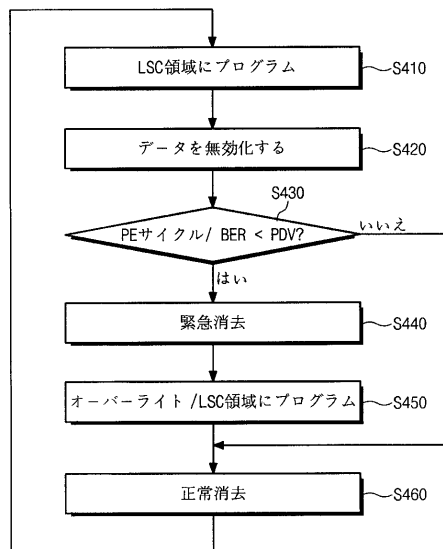 LSC領域にプログラム
S410
データを無効化する
S420
S430
PEサイクル/ BER < PDV?
いいえ
はい
緊急消去
S440
オーバーライト/LSC領域にプログラム
S450
正常消去
S460